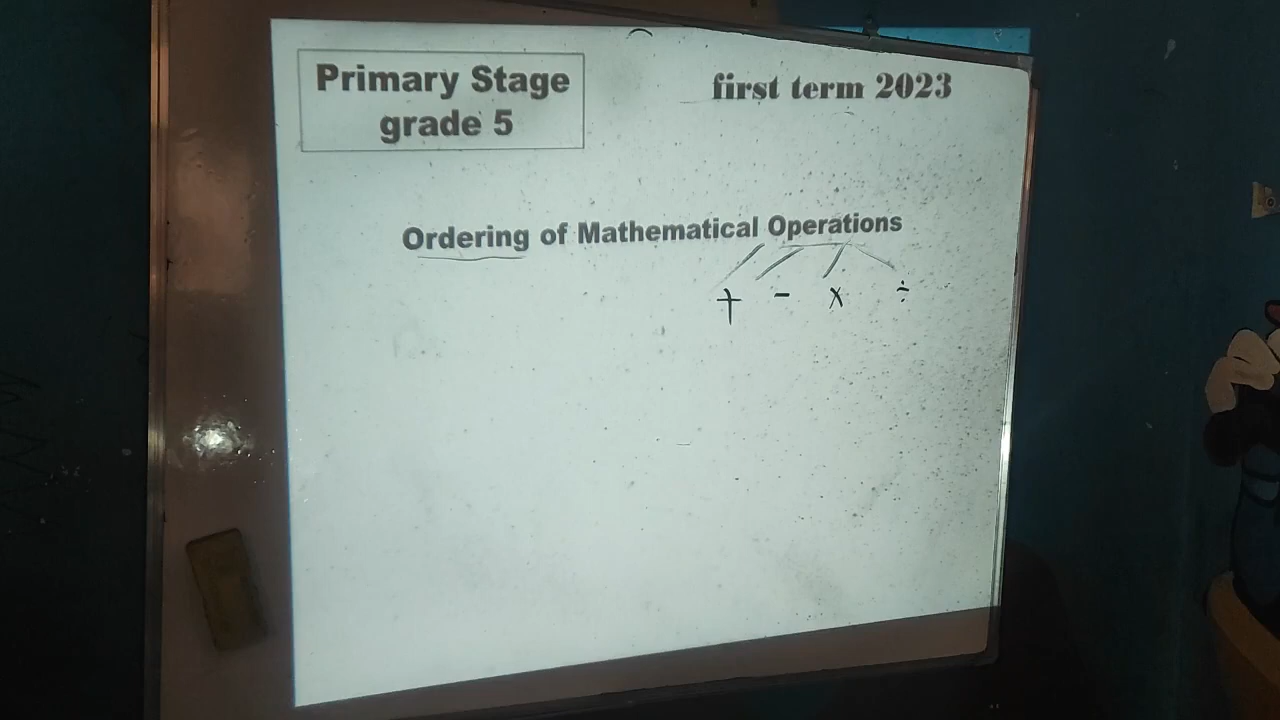 Primary Stage
grade 5
first term 2023
Ordering of Mathematical Operations
+ - x ÷